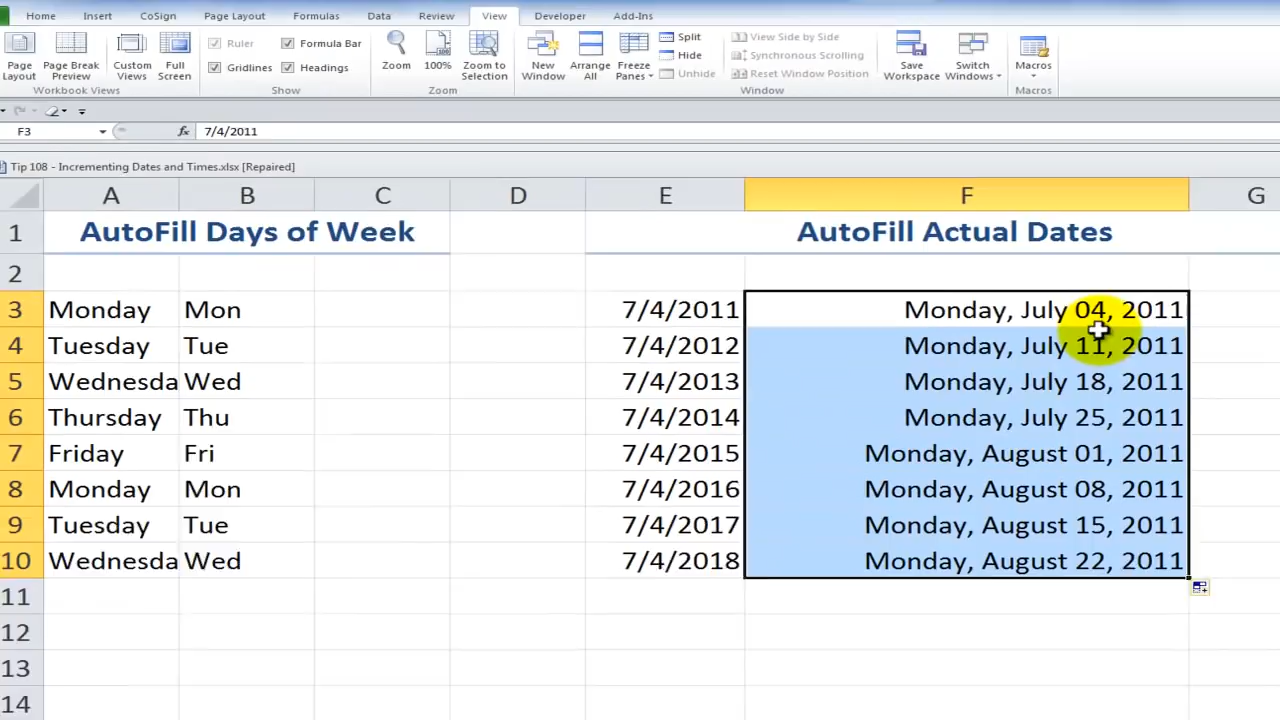 Home Insert CoSign Page Layout Formulas Data Review View Developer Add-Ins
Page Layout Page Break Preview Custom Views Full Screen
Workbook Views
Ruler Formula Bar
Gridlines Headings
Show
Zoom 100% Zoom to Selection
Zoom
New Window Arrange All Freeze Panes
Split View Side by Side
Hide Synchronous Scrolling
Unhide Reset Window Position
Save Workspace Switch Windows
Window
Macros
Macros
F3 fx 7/4/2011
Tip 108 - Incrementing Dates and Times.xlsx [Repaired]
A B C D E F G
1 AutoFill Days of Week AutoFill Actual Dates
2
3 Monday Mon 7/4/2011 Monday, July 04, 2011
4 Tuesday Tue 7/4/2012 Monday, July 11, 2011
5 Wednesda Wed 7/4/2013 Monday, July 18, 2011
6 Thursday Thu 7/4/2014 Monday, July 25, 2011
7 Friday Fri 7/4/2015 Monday, August 01, 2011
8 Monday Mon 7/4/2016 Monday, August 08, 2011
9 Tuesday Tue 7/4/2017 Monday, August 15, 2011
10 Wednesda Wed 7/4/2018 Monday, August 22, 2011
11
12
13
14